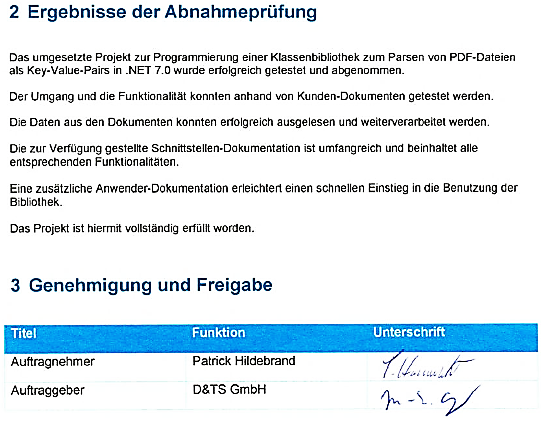 2 Ergebnisse der Abnahmeprüfung
Das umgesetzte Projekt zur Programmierung einer Klassenbibliothek zum Parsen von PDF-Dateien
als Key-Value-Pairs in .NET 7.0 wurde erfolgreich getestet und abgenommen.
Der Umgang und die Funktionalität konnten anhand von Kunden-Dokumenten getestet werden.
Die Daten aus den Dokumenten konnten erfolgreich ausgelesen und weiterverarbeitet werden.
Die zur Verfügung gestellte Schnittstellen-Dokumentation ist umfangreich und beinhaltet alle
entsprechenden Funktionalitäten.
Eine zusätzliche Anwender-Dokumentation erleichtert einen schnellen Einstieg in die Benutzung der
Bibliothek.
Das Projekt ist hiermit vollständig erfüllt worden.
3 Genehmigung und Freigabe
Titel Funktion Unterschrift
Auftragnehmer Patrick Hildebrand
Auftraggeber D&TS GmbH